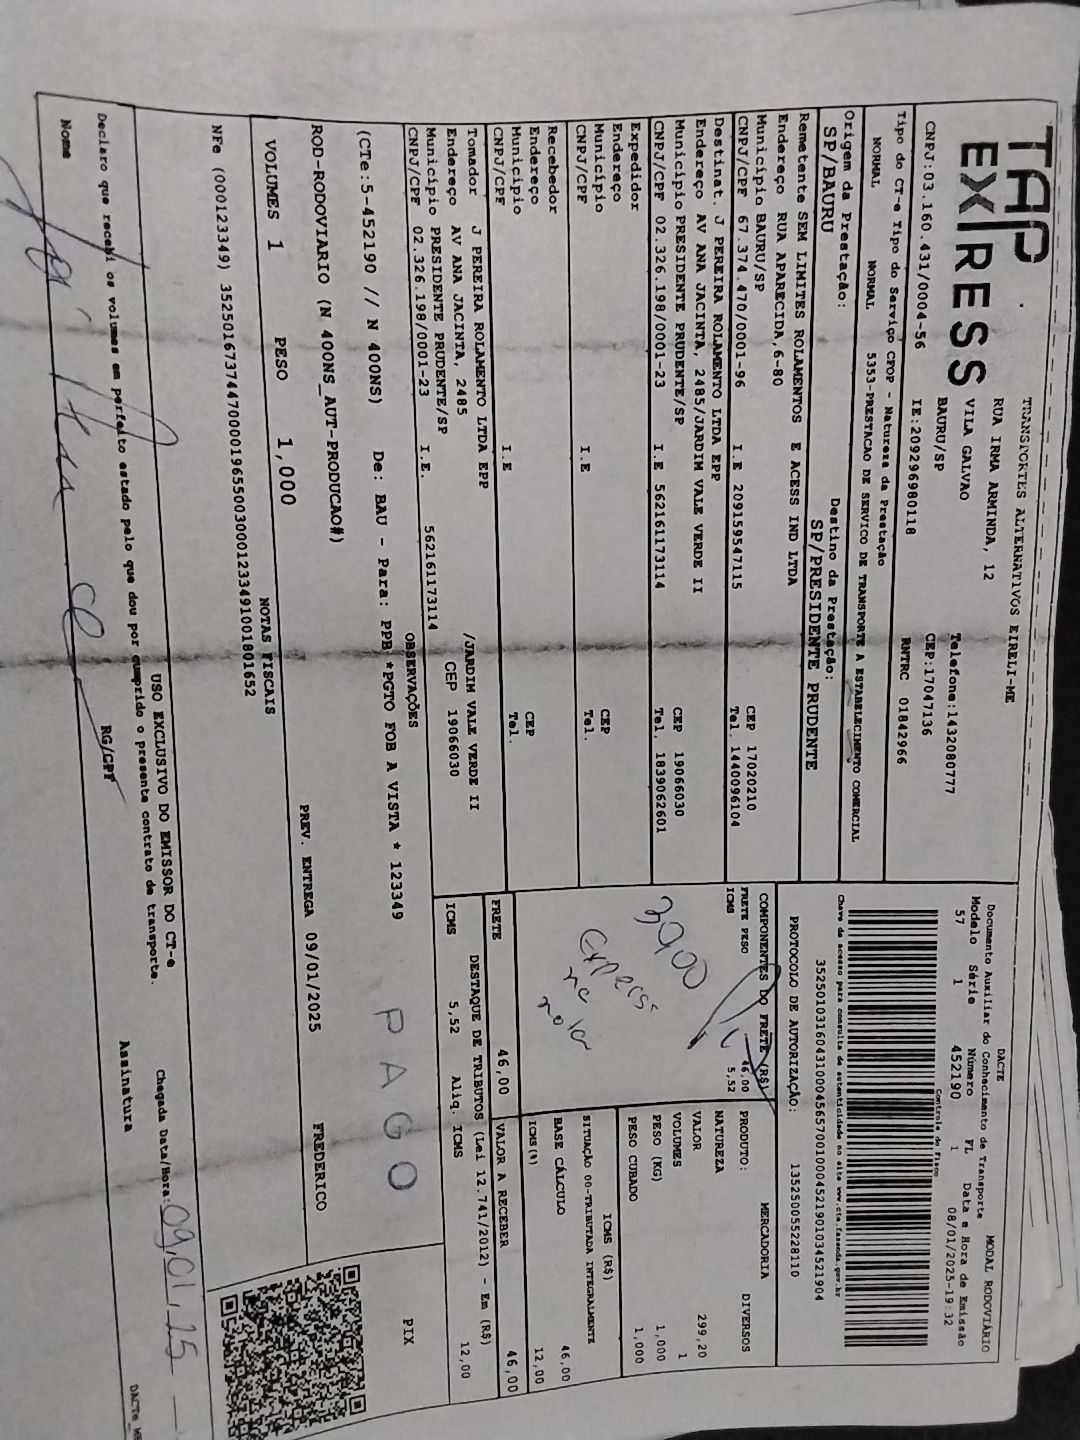 TAP
EXPRESS
TRANSPORTES ALTERNATIVOS EIRELI-ME
RUA IRMA ARMINDA, 12
VILA GALVAO
BAURU/SP
Telefone:1432080777
CEP:17047136
CNPJ:03.160.431/0004-56 IE:209296980118 RNTRC 01842966
Tipo do CT-e Tipo do Serviço CFOP - Natureza da Prestação
NORMAL NORMAL 5353-PRESTACAO DE SERVICO DE TRANSPORTE A ESTABELECIMENTO COMERCIAL
Origem da Prestação: Destino da Prestação:
SP/BAURU SP/PRESIDENTE PRUDENTE
DACTE MODAL RODOVIÁRIO
Documento Auxiliar do Conhecimento de Transporte
Modelo Série Número FL Data e Hora de Emissão
57 1 452190 1 08/01/2025-19:32
Controle do Fisco
Chave de acesso para consulta de autenticidade no site www.cte.fazenda.gov.br
35250103160431000456570010004521901034521904
PROTOCOLO DE AUTORIZAÇÃO: 135250055228110
Remetente SEM LIMITES ROLAMENTOS E ACESS IND LTDA
Endereço RUA APARECIDA,6-80
Município BAURU/SP CEP 17020210
CNPJ/CPF 67.374.470/0001-96 I.E 209159547115 Tel. 1440096104
Destinat. J PEREIRA ROLAMENTO LTDA EPP
Endereço AV ANA JACINTA, 2485/JARDIM VALE VERDE II
Município PRESIDENTE PRUDENTE/SP CEP 19066030
CNPJ/CPF 02.326.198/0001-23 I.E 562161173114 Tel. 1839062601
Expedidor
Endereço
Município CEP
CNPJ/CPF I.E Tel.
Recebedor
Endereço
Município CEP
CNPJ/CPF I.E Tel.
Tomador J PEREIRA ROLAMENTO LTDA EPP
Endereço AV ANA JACINTA, 2485 /JARDIM VALE VERDE II
Município PRESIDENTE PRUDENTE/SP CEP 19066030
CNPJ/CPF 02.326.198/0001-23 I.E. 562161173114
COMPONENTES DO FRETE (R$)
FRETE PESO 46,00
ICMS 5,52
3900
na nota
FRETE 46,00
MERCADORIA
PRODUTO: DIVERSOS
NATUREZA
VALOR 299,20
VOLUMES 1
PESO (KG) 1,000
PESO CUBADO 1,000
ICMS (R$)
SITUAÇÃO 00-TRIBUTADA INTEGRALMENTE
BASE CÁLCULO 46,00
ICMS(%) 12,00
VALOR A RECEBER 46,00
DESTAQUE DE TRIBUTOS (Lei 12.741/2012) - Em (R$)
ICMS 5,52 Aliq. ICMS 12,00
OBSERVAÇÕES
(CTe:5-452190 // N 400NS) De: BAU - Para: PPB *PGTO FOB A VISTA * 123349
ROD-RODOVIARIO (N 400NS_AUT-PRODUCAO#)
PAGO
PIX
VOLUMES 1 PESO 1,000 PREV. ENTREGA 09/01/2025 FREDERICO
NOTAS FISCAIS
NFe (000123349) 35250167374470000196550030001233491001801652
USO EXCLUSIVO DO EMISSOR DO CT-e
Declaro que recebi os volumes em perfeito estado pelo que dou por cumprido o presente contrato de transporte. Chegada Data/Hora: 09,01,25
Nome RG/CPF Assinatura